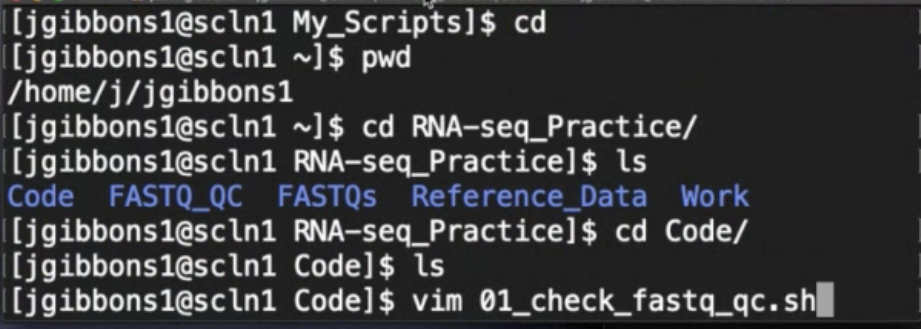 [jgibbons1@scln1 My_Scripts]$ cd
[jgibbons1@scln1 ~]$ pwd
/home/j/jgibbons1
[jgibbons1@scln1 ~]$ cd RNA-seq_Practice/
[jgibbons1@scln1 RNA-seq_Practice]$ ls
Code FASTQ_QC FASTQs Reference_Data Work
[jgibbons1@scln1 RNA-seq_Practice]$ cd Code/
[jgibbons1@scln1 Code]$ ls
[jgibbons1@scln1 Code]$ vim 01_check_fastq_qc.sh